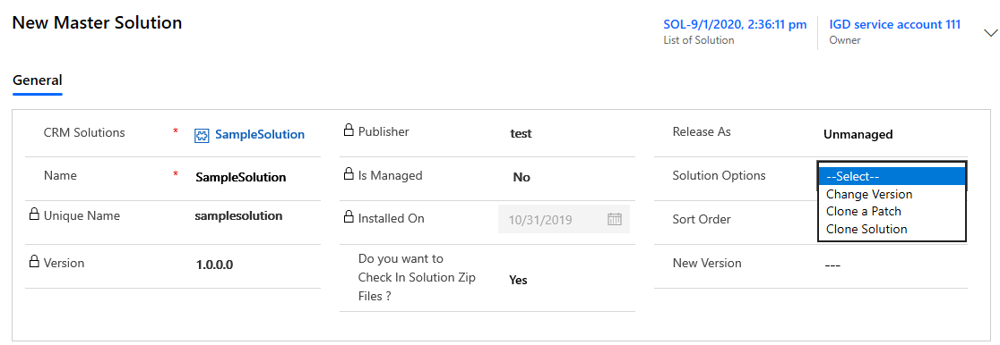 New Master Solution
SOL-9/1/2020, 2:36:11 pm
List of Solution
IGD service account 111
Owner
General
CRM Solutions * SampleSolution
Name * SampleSolution
Unique Name samplesolution
Version 1.0.0.0
Publisher test
Is Managed No
Installed On 10/31/2019
Do you want to
Check In Solution Zip
Files ?
Yes
Release As Unmanaged
Solution Options
--Select--
Change Version
Clone a Patch
Clone Solution
Sort Order
New Version ---